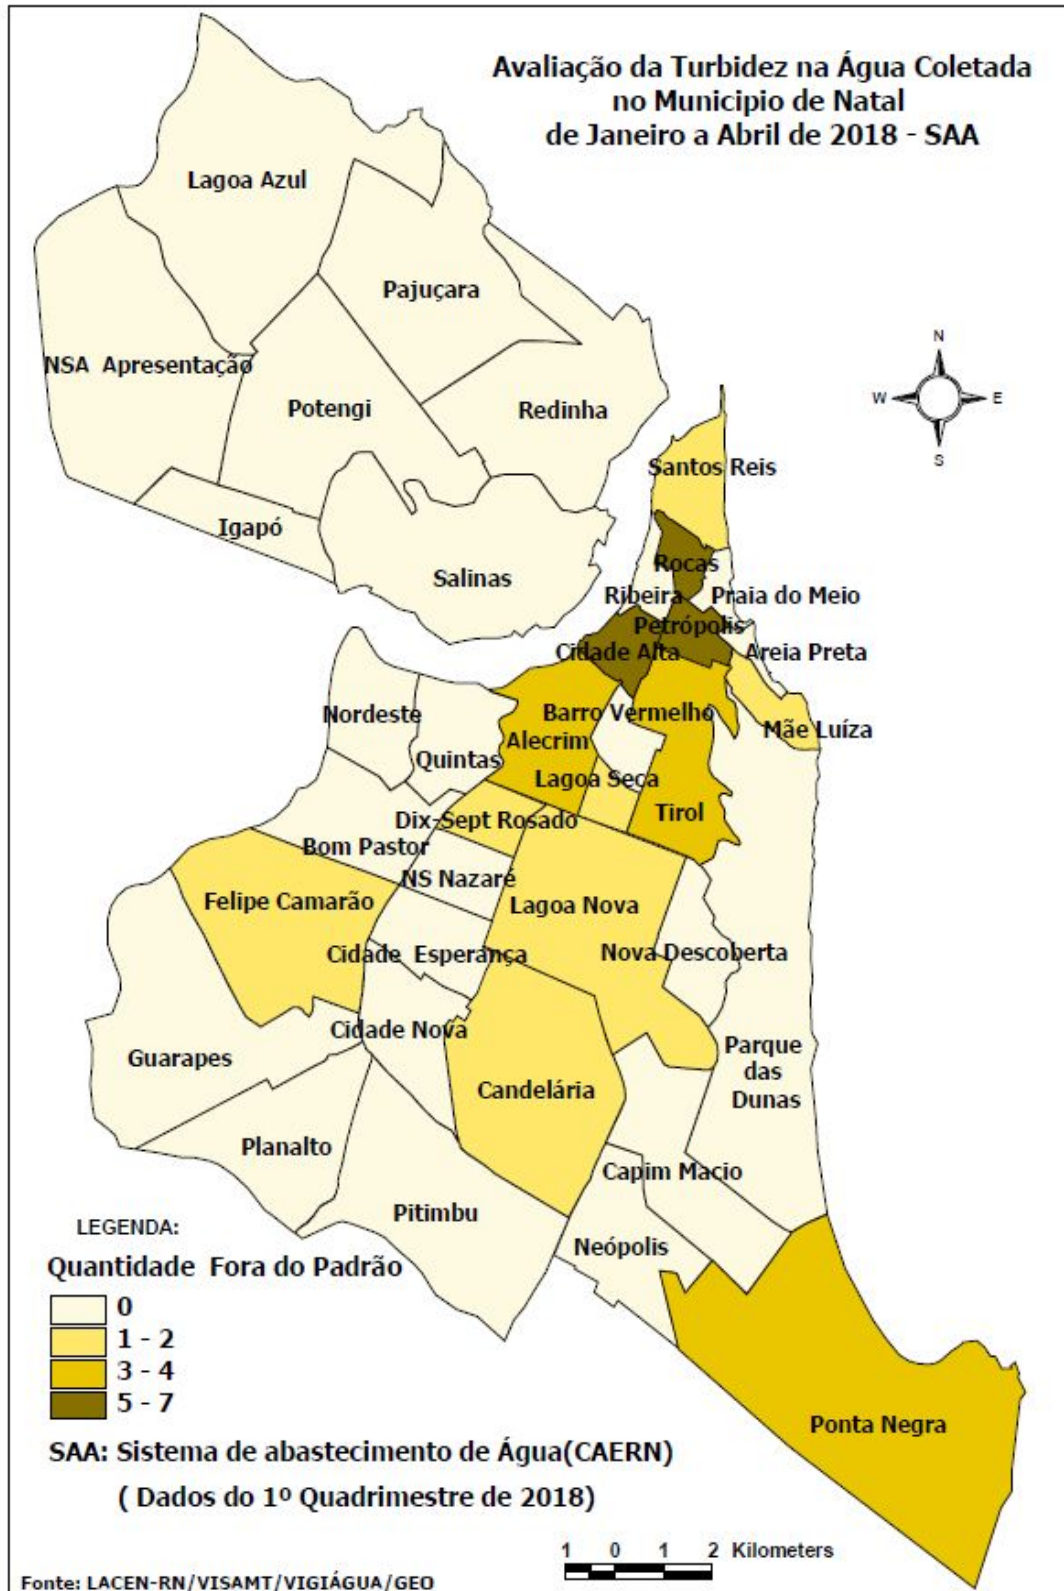 Avaliação da Turbidez na Água Coletada
no Municipio de Natal
de Janeiro a Abril de 2018 - SAA
Lagoa Azul
Pajuçara
NSA Apresentação
Potengi
Redinha
N
W
E
S
Santos Reis
Igapó
Salinas
Rocas
Ribeira
Praia do Meio
Petrópolis
Cidade Alta
Areia Preta
Nordeste
Barro Vermelho
Mãe Luíza
Alecrim
Quintas
Lagoa Seca
Tirol
Dix-Sept Rosado
Bom Pastor
NS Nazaré
Felipe Camarão
Lagoa Nova
Cidade Esperança
Nova Descoberta
Cidade Nova
Guarapes
Parque
das
Dunas
Candelária
Planalto
Capim Macio
Pitimbu
Neópolis
Ponta Negra
LEGENDA:
Quantidade Fora do Padrão
0
1 - 2
3 - 4
5 - 7
SAA: Sistema de abastecimento de Água(CAERN)
( Dados do 1º Quadrimestre de 2018)
1 0 1 2 Kilometers
Fonte: LACEN-RN/VISAMT/VIGIÁGUA/GEO